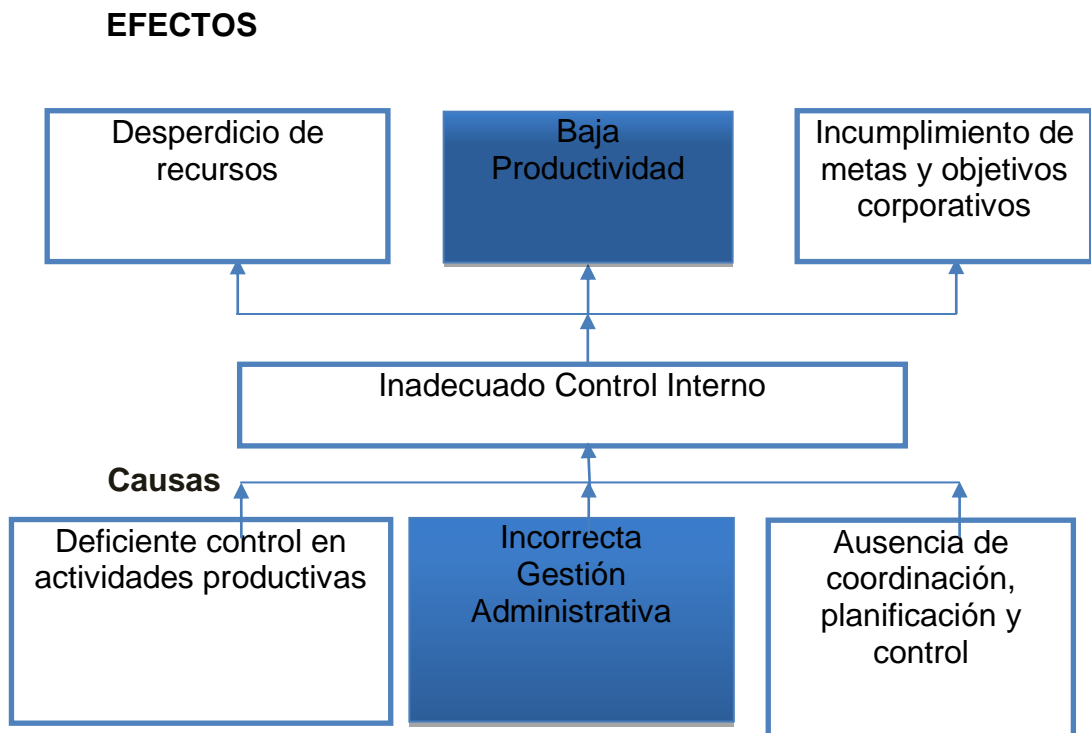 EFECTOS
Desperdicio de
recursos
Baja
Productividad
Incumplimiento de
metas y objetivos
corporativos
Inadecuado Control Interno
Causas
Deficiente control en
actividades productivas
Incorrecta
Gestión
Administrativa
Ausencia de
coordinación,
planificación y
control